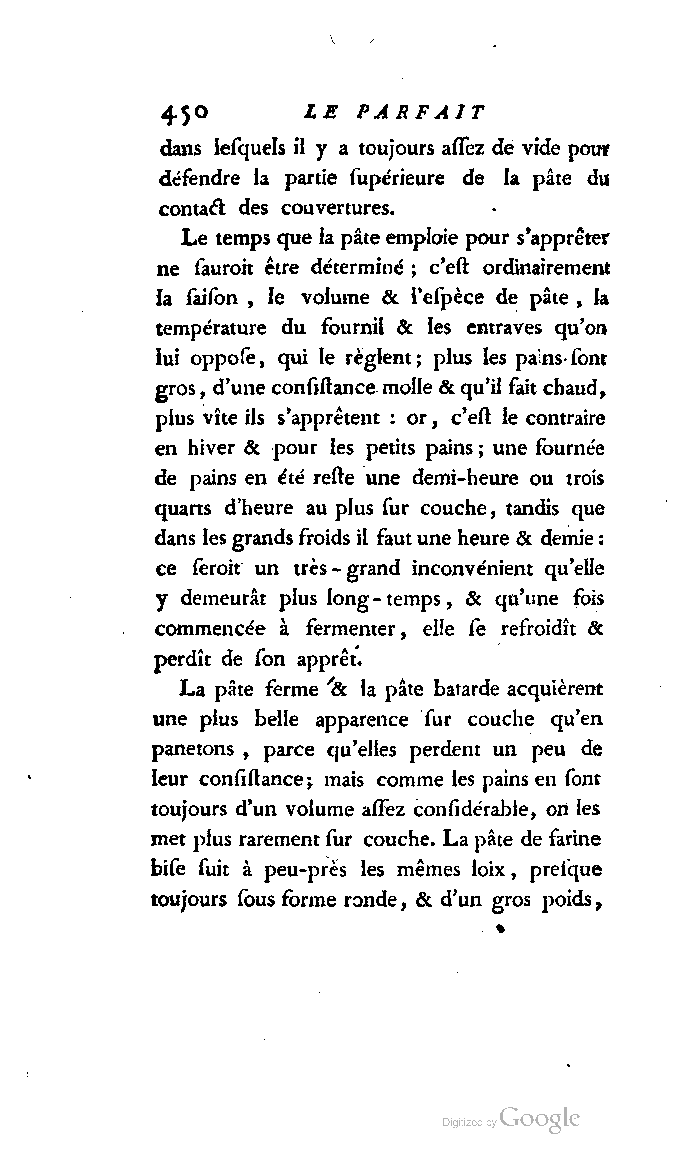 450 LE PARFAIT
dans leſquels il y a toujours aſſez de vide pour
défendre la partie ſupérieure de la pâte du
contact des couvertures.
Le temps que la pâte emploie pour s'apprêter
ne ſauroit être déterminé ; c'eſt ordinairement
la ſaiſon , le volume & l'eſpèce de pâte , la
température du fournil & les entraves qu'on
lui oppoſe, qui le règlent ; plus les pains ſont
gros, d'une conſiſtance molle & qu'il fait chaud,
plus vîte ils s'apprêtent : or, c'eſt le contraire
en hiver & pour les petits pains ; une fournée
de pains en été reſte une demi-heure ou trois
quarts d'heure au plus ſur couche, tandis que
dans les grands froids il faut une heure & demie :
ce ſeroit un très-grand inconvénient qu'elle
y demeurât plus long-temps, & qu'une fois
commencée à fermenter, elle ſe refroidît &
perdît de ſon apprêt.
La pâte ferme & la pâte batarde acquièrent
une plus belle apparence ſur couche qu'en
panetons , parce qu'elles perdent un peu de
leur conſiſtance ; mais comme les pains en ſont
toujours d'un volume aſſez conſidérable, on les
met plus rarement ſur couche. La pâte de farine
biſe ſuit à peu-près les mêmes loix, preſque
toujours ſous forme ronde, & d'un gros poids,
Digitized by Google